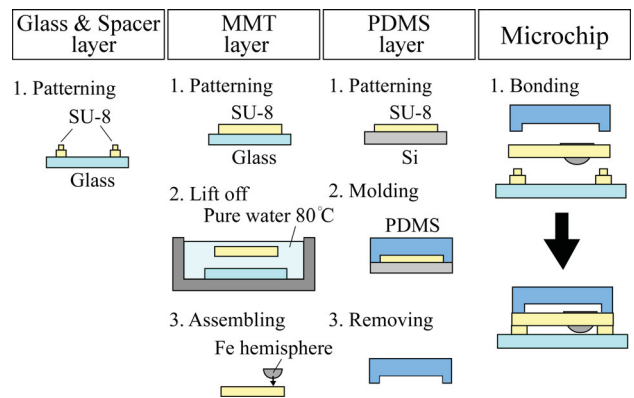 Glass & Spacer
layer
MMT
layer
PDMS
layer
Microchip
1. Patterning
SU-8
Glass
1. Patterning
SU-8
Glass
2. Lift off
Pure water 80℃
3. Assembling
Fe hemisphere
1. Patterning
SU-8
Si
2. Molding
PDMS
3. Removing
1. Bonding